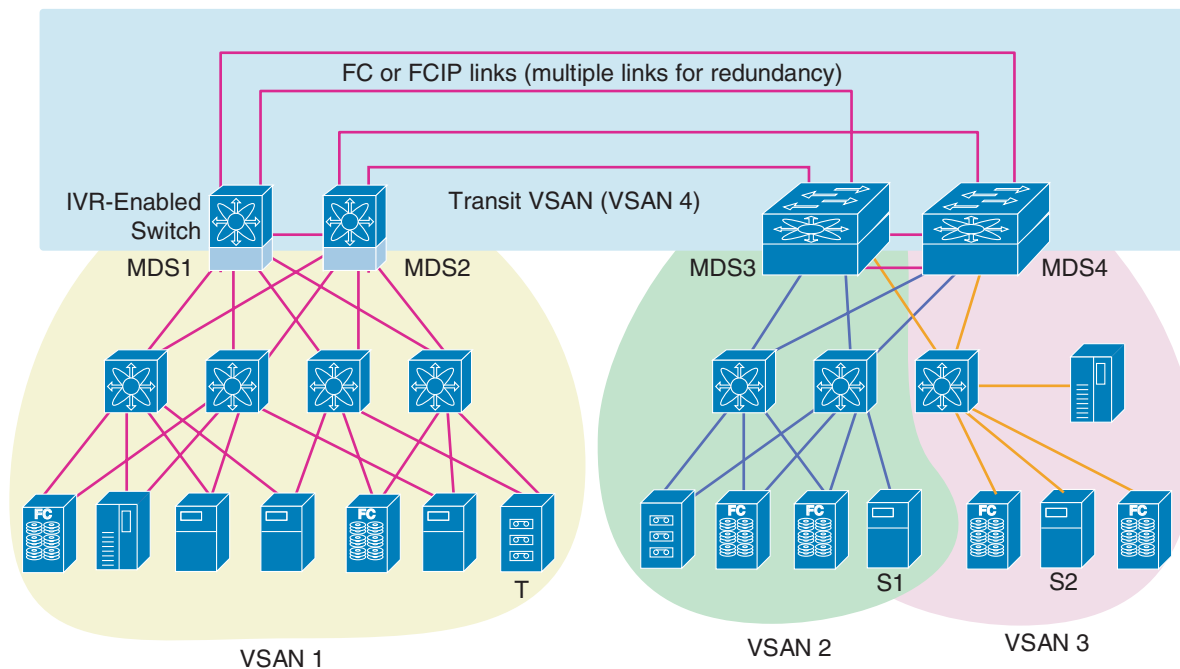 FC or FCIP links (multiple links for redundancy)
IVR-Enabled
Switch
Transit VSAN (VSAN 4)
MDS1
MDS2
MDS3
MDS4
FC
FC
FC
FC
FC
FC
T
S1
S2
VSAN 1
VSAN 2
VSAN 3